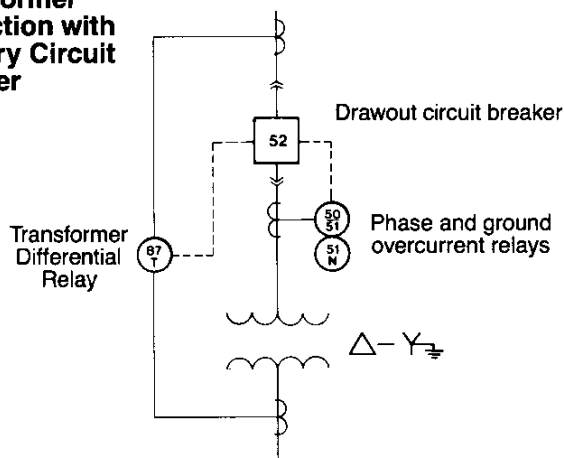 ction with
ry Circuit
er
Drawout circuit breaker
52
50
51
51
N
Phase and ground
overcurrent relays
Transformer
Differential
Relay
87
T
Δ – Y